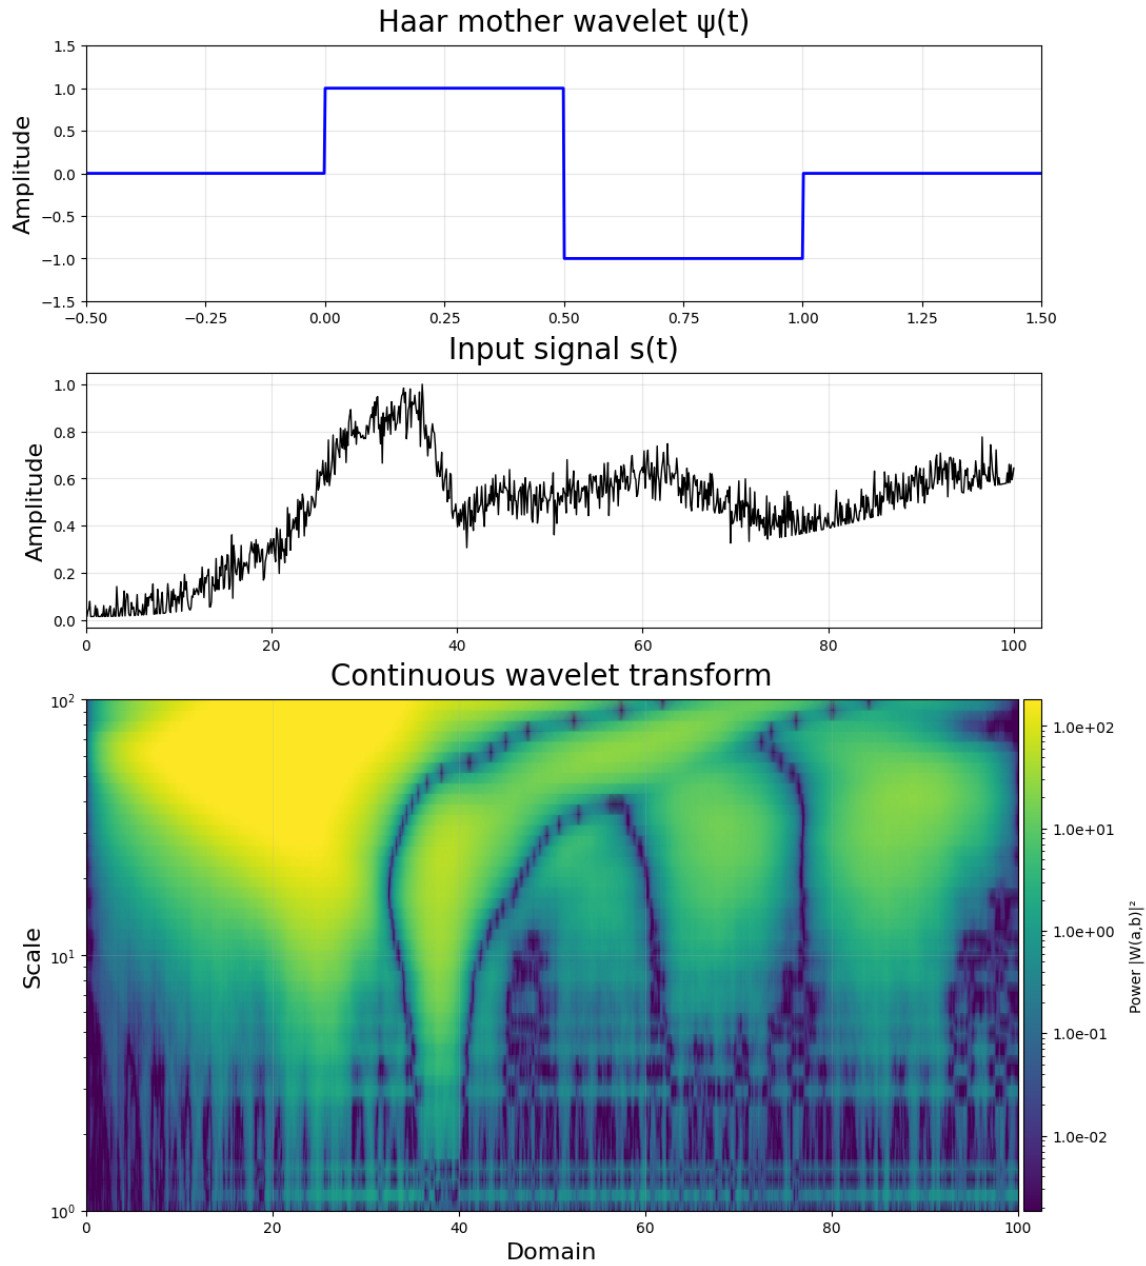 Haar mother wavelet ψ(t)
Amplitude
1.5
1.0
0.5
0.0
−0.5
−1.0
−1.5
−0.50 −0.25 0.00 0.25 0.50 0.75 1.00 1.25 1.50
Input signal s(t)
Amplitude
1.0
0.8
0.6
0.4
0.2
0.0
0 20 40 60 80 100
Continuous wavelet transform
Scale
10²
10¹
10⁰
0 20 40 60 80 100
Domain
1.0e+02
1.0e+01
1.0e+00
1.0e-01
1.0e-02
Power |W(a,b)|²